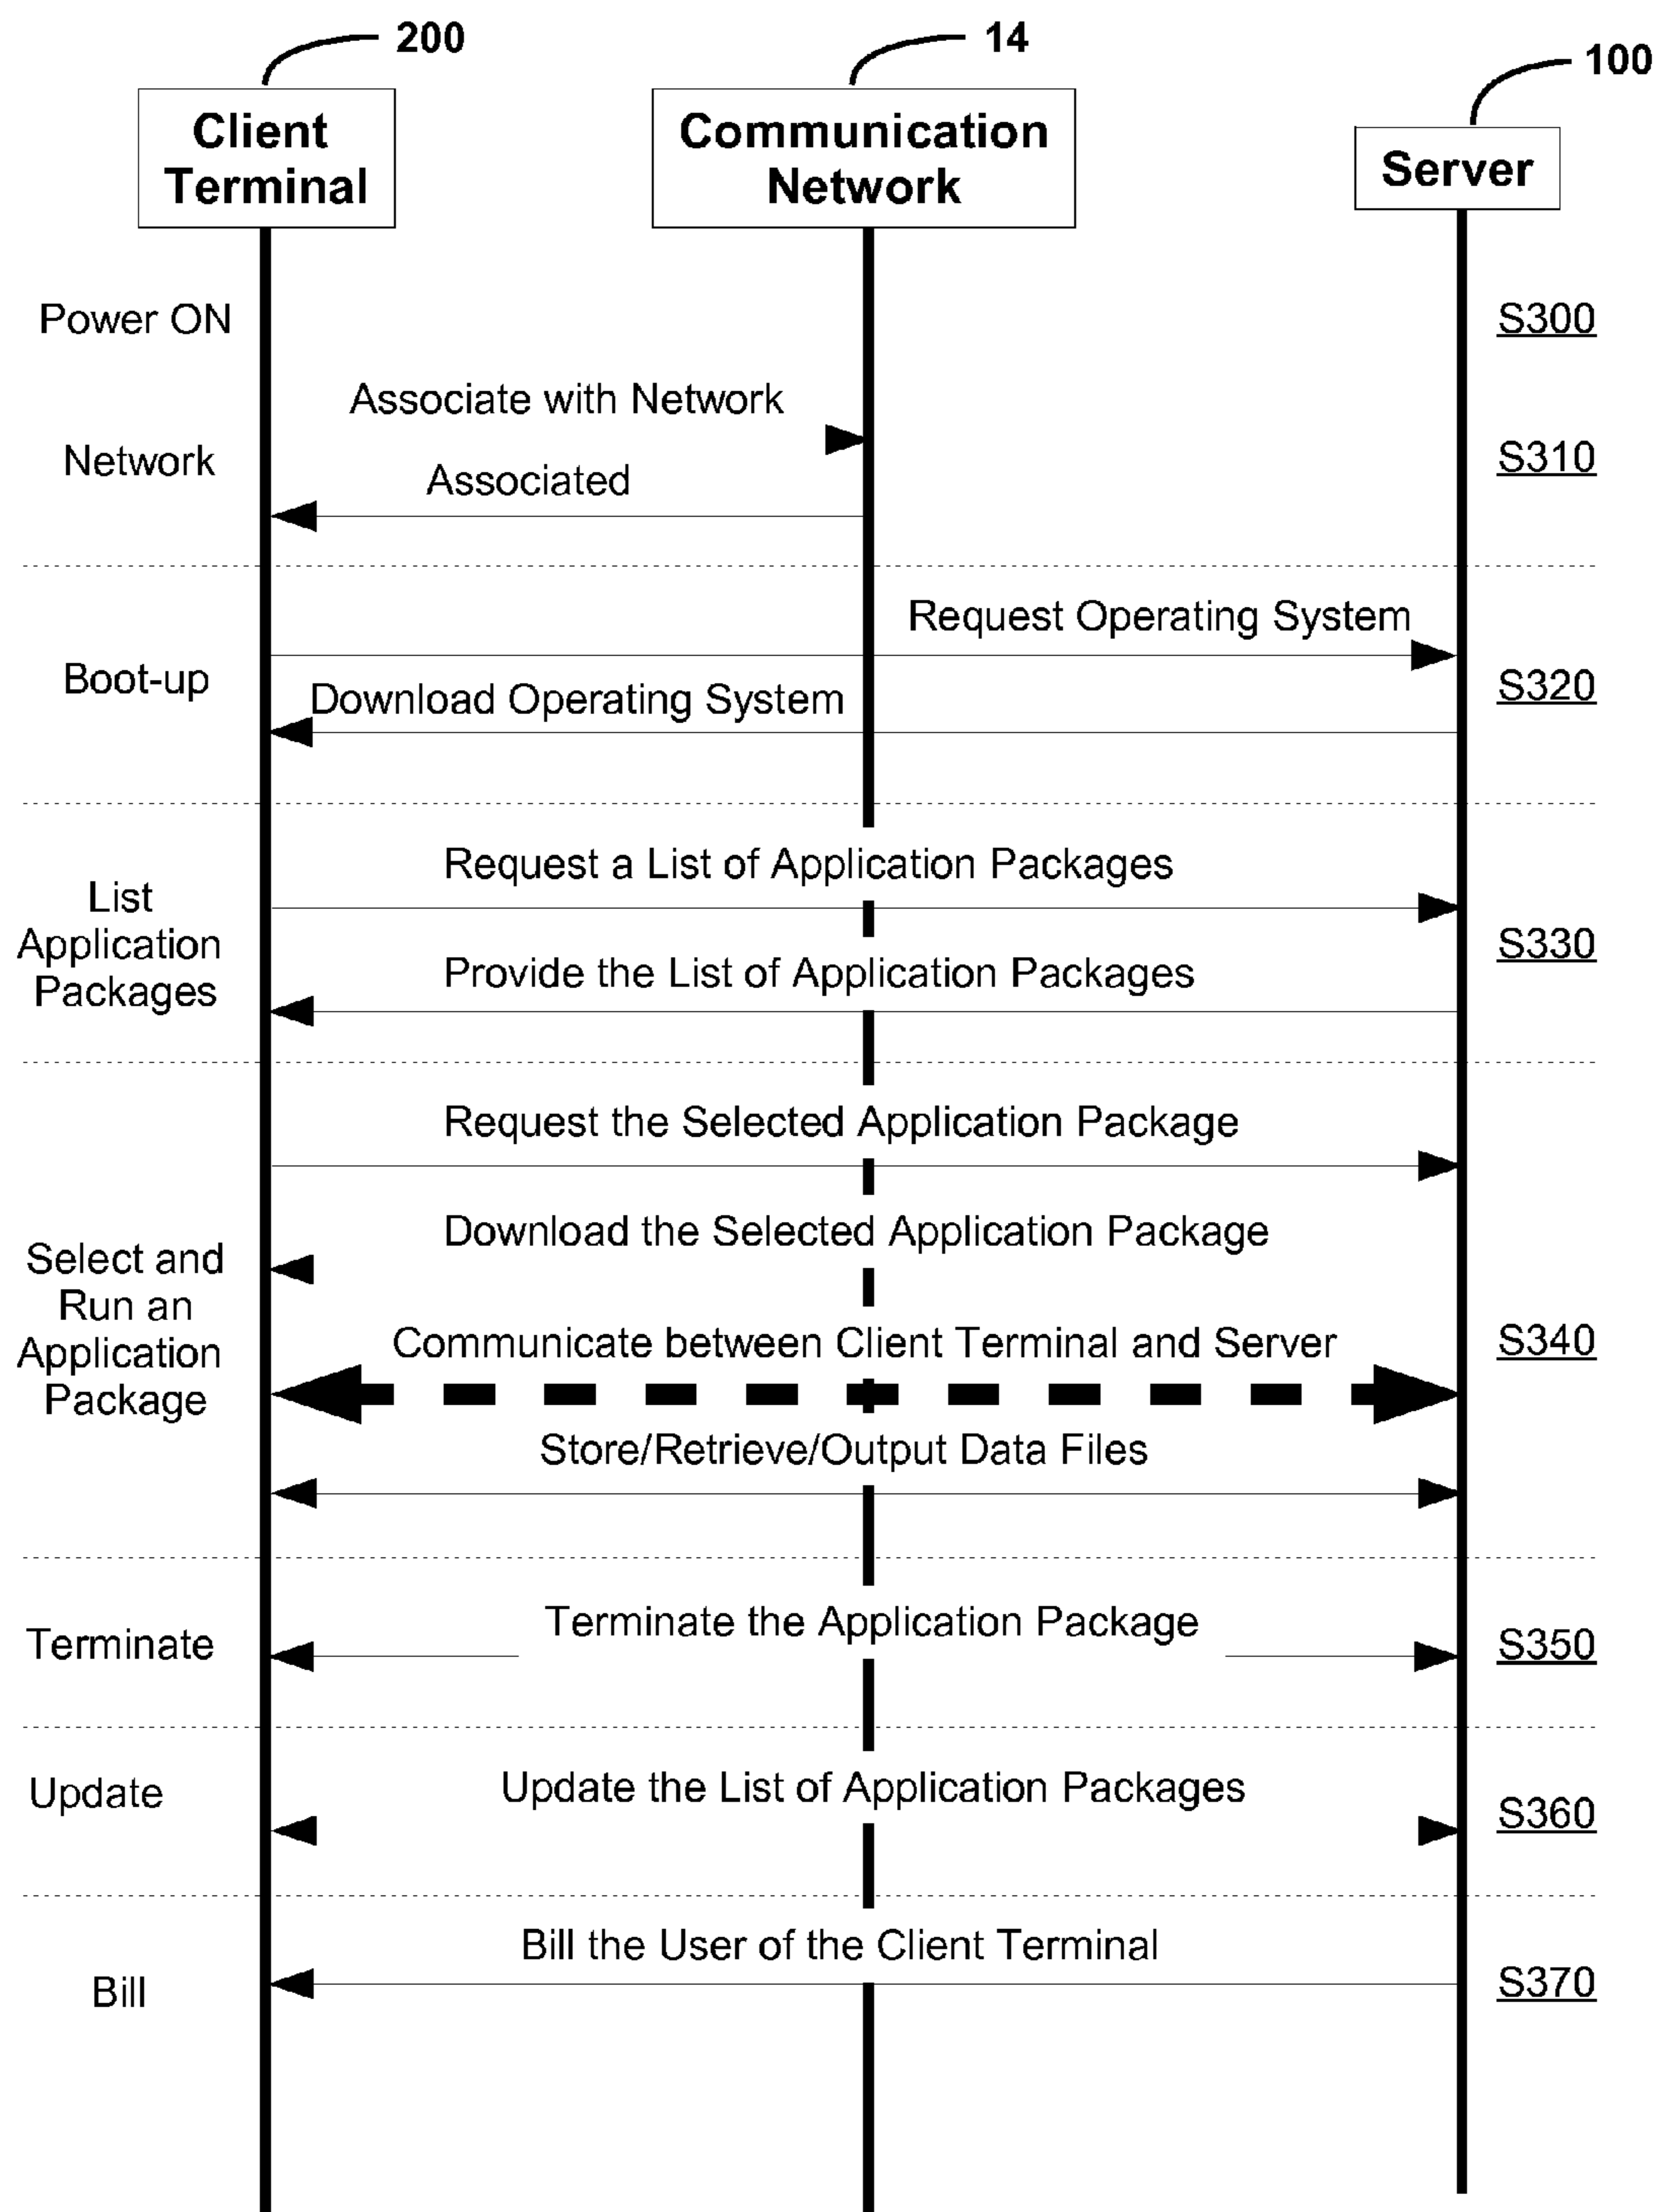 200
14
100
Client
Terminal
Communication
Network
Server
Power ON
S300
Associate with Network
Network
S310
Associated
Request Operating System
Boot-up
S320
Download Operating System
Request a List of Application Packages
List
Application
Packages
S330
Provide the List of Application Packages
Request the Selected Application Package
Download the Selected Application Package
Select and
Run an
Application
Package
S340
Communicate between Client Terminal and Server
Store/Retrieve/Output Data Files
Terminate the Application Package
Terminate
S350
Update the List of Application Packages
Update
S360
Bill the User of the Client Terminal
Bill
S370